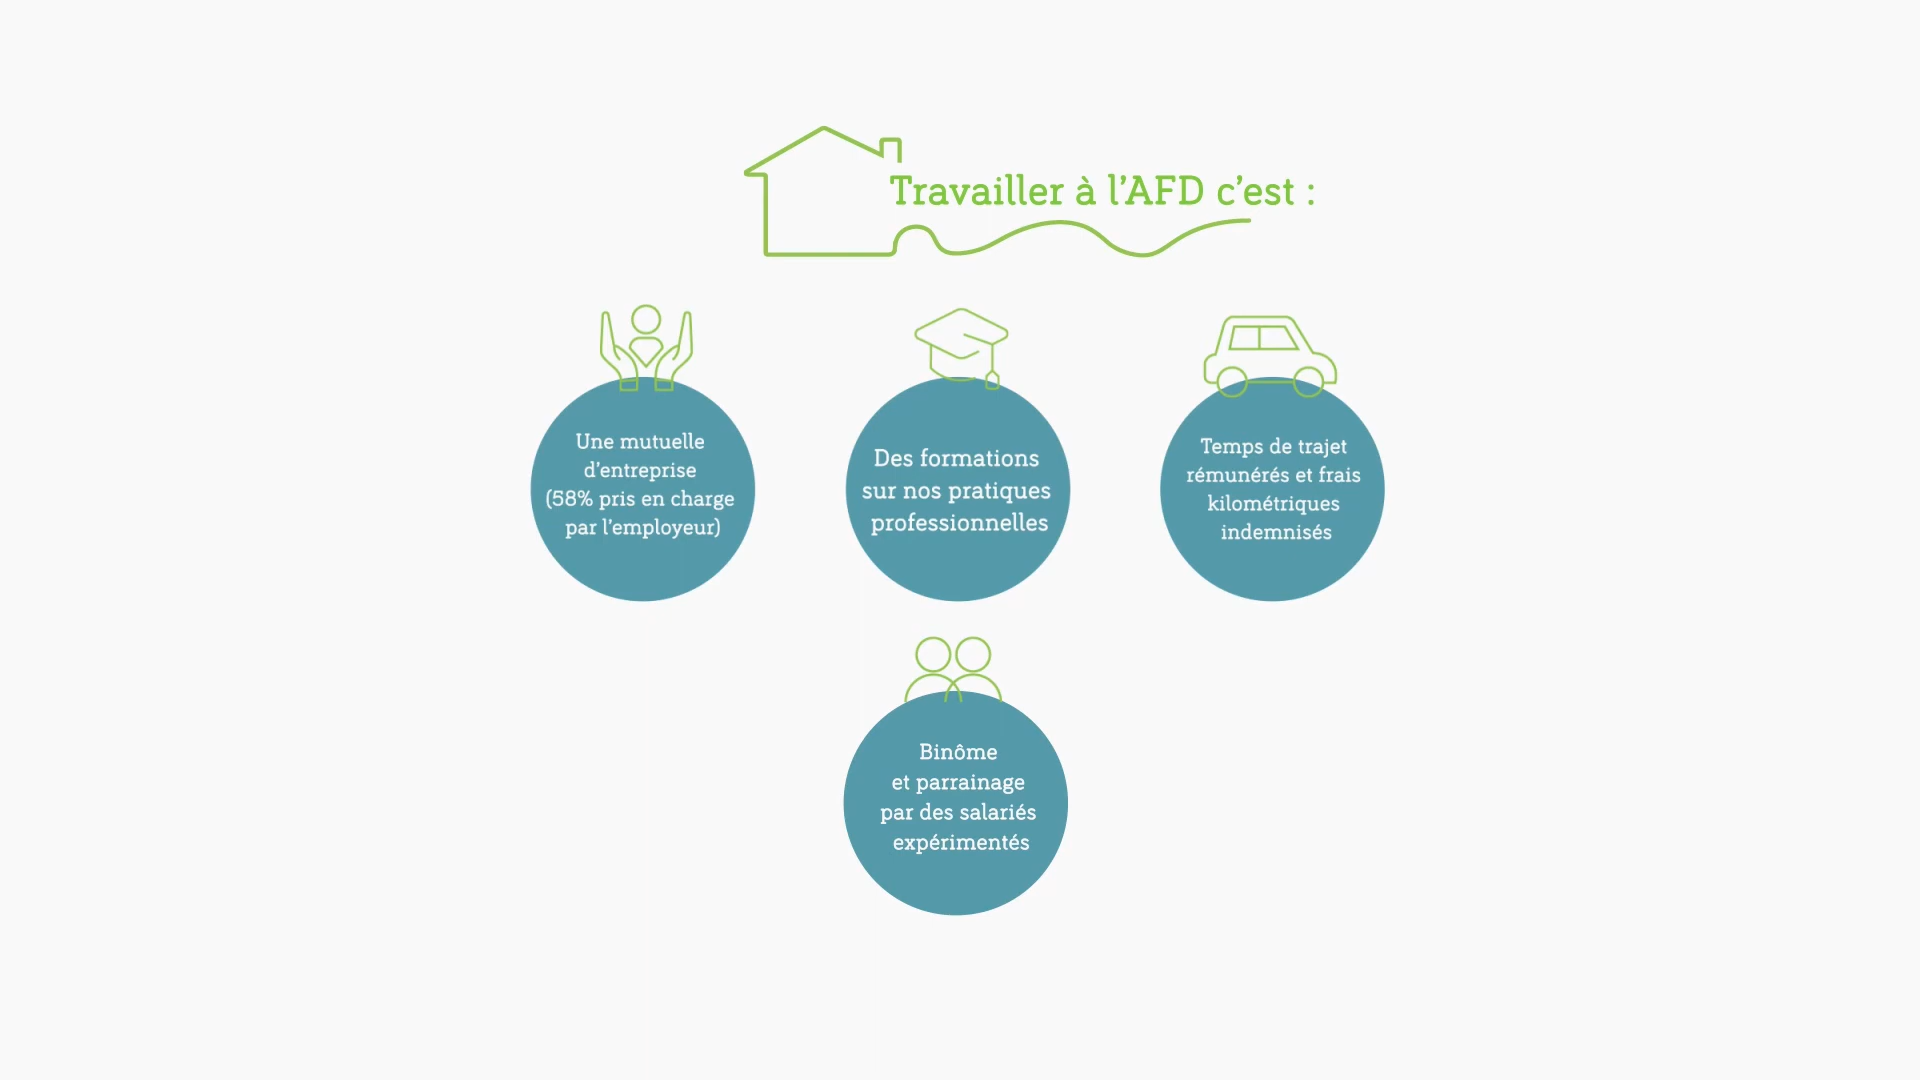 Travailler à l'AFD c'est :
Une mutuelle
d'entreprise
(58% pris en charge
par l'employeur)
Des formations
sur nos pratiques
professionnelles
Temps de trajet
rémunérés et frais
kilométriques
indemnisés
Binôme
et parrainage
par des salariés
expérimentés